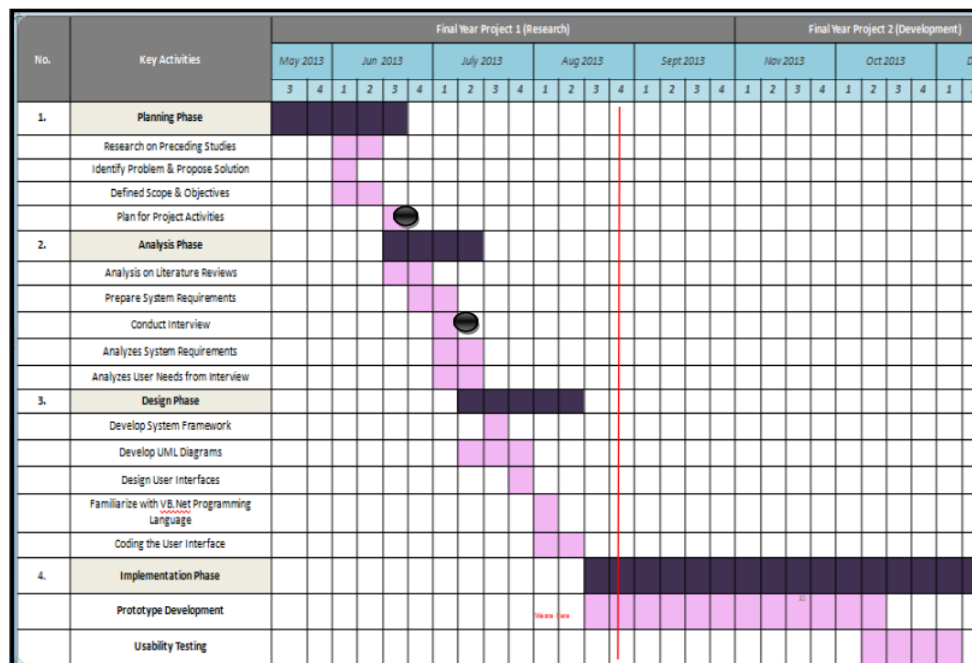 Final Year Project 1 (Research) Final Year Project 2 (Development)
No. Key Activities May 2013 Jun 2013 July 2013 Aug 2013 Sept 2013 Nov 2013 Oct 2013 D
3 4 1 2 3 4 1 2 3 4 1 2 3 4 1 2 3 4 1 2 3 4 1 2 3 4 1
1. Planning Phase
Research on Preceding Studies
Identify Problem & Propose Solution
Defined Scope & Objectives
Plan for Project Activities
2. Analysis Phase
Analysis on Literature Reviews
Prepare System Requirements
Conduct Interview
Analyzes System Requirements
Analyzes User Needs from Interview
3. Design Phase
Develop System Framework
Develop UML Diagrams
Design User Interfaces
Familiarize with VB.Net Programming
Language
Coding the User Interface
4. Implementation Phase
Prototype Development We are Here
Usability Testing